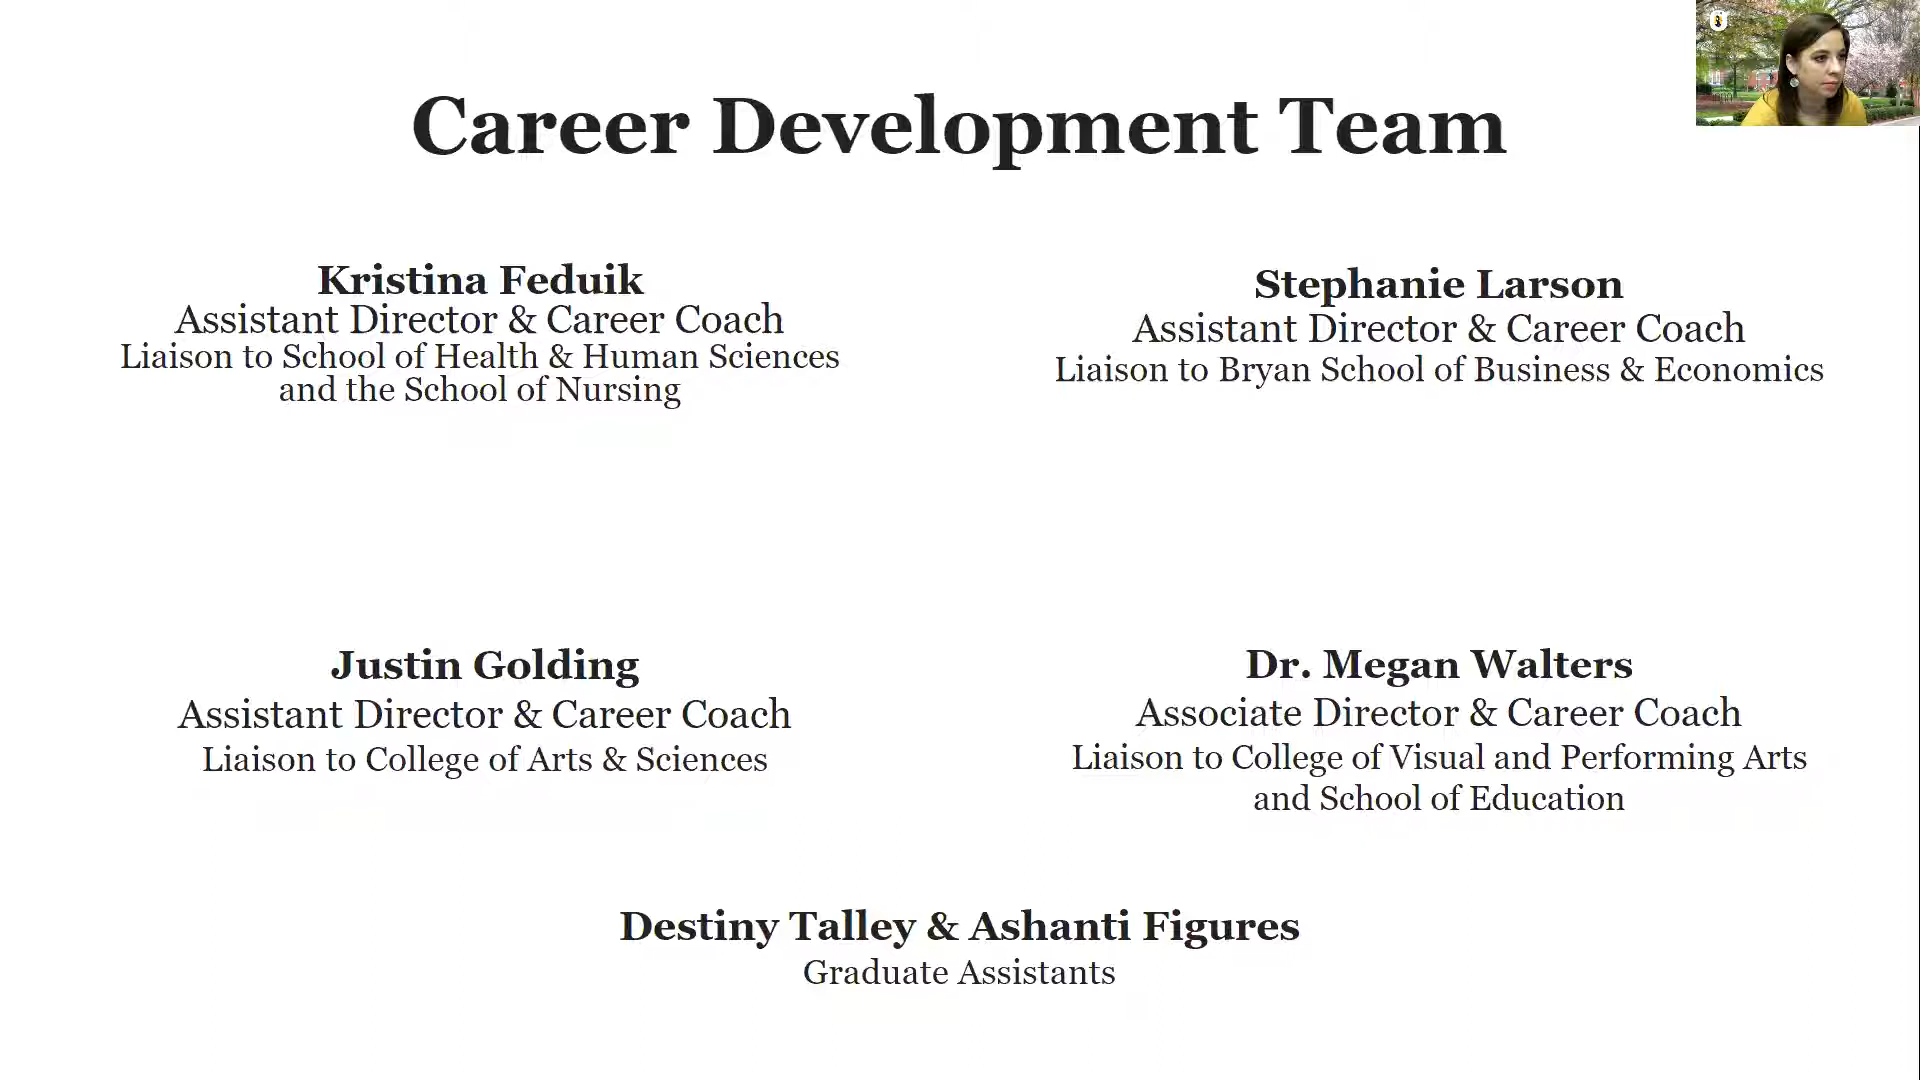 Career Development Team
Kristina Feduik
Assistant Director & Career Coach
Liaison to School of Health & Human Sciences
and the School of Nursing
Stephanie Larson
Assistant Director & Career Coach
Liaison to Bryan School of Business & Economics
Justin Golding
Assistant Director & Career Coach
Liaison to College of Arts & Sciences
Dr. Megan Walters
Associate Director & Career Coach
Liaison to College of Visual and Performing Arts
and School of Education
Destiny Talley & Ashanti Figures
Graduate Assistants